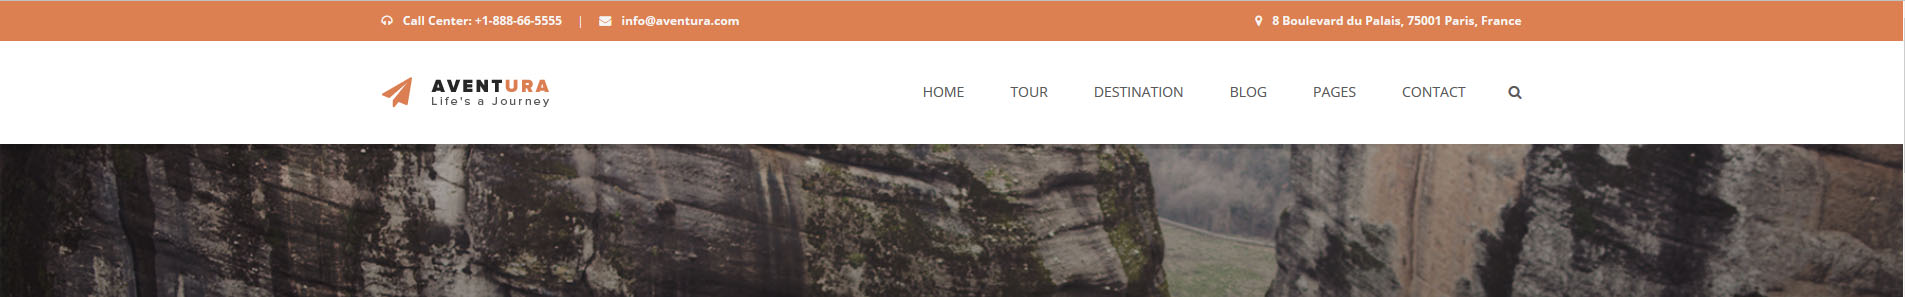 Call Center: +1-888-66-5555 | info@aventura.com 8 Boulevard du Palais, 75001 Paris, France
AVENTURA
Life's a Journey
HOME TOUR DESTINATION BLOG PAGES CONTACT